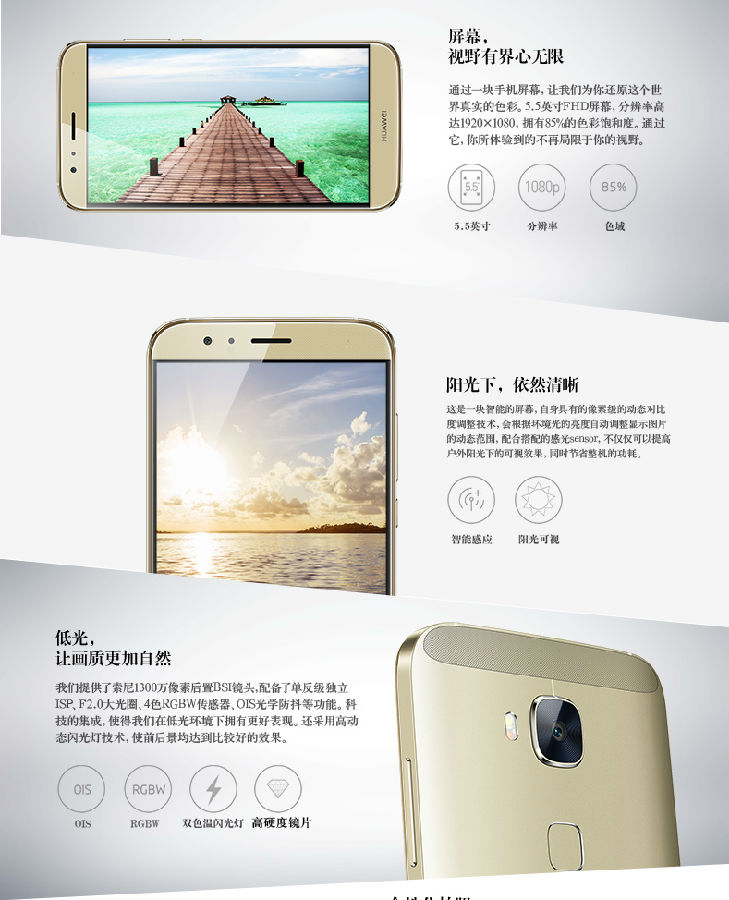 屏幕，
视野有界心无限
通过一块手机屏幕，让我们为你还原这个世
界真实的色彩。5.5英寸FHD屏幕，分辨率高
达1920×1080，拥有85%的色彩饱和度。通过
它，你所体验到的不再局限于你的视野。
HUAWEI
5.5"
1080p
85%
5.5英寸
分辨率
色域
阳光下，依然清晰
这是一块智能的屏幕，自身具有的像素级的动态对比
度调整技术，会根据环境光的亮度自动调整显示图片
的动态范围，配合搭配的感光sensor，不仅仅可以提高
户外阳光下的可视效果，同时节省整机的功耗。
智能感应
阳光可视
低光，
让画质更加自然
我们提供了索尼1300万像素后置BSI镜头，配备了单反级独立
ISP、F2.0大光圈、4色RGBW传感器、OIS光学防抖等功能。科
技的集成，使得我们在低光环境下拥有更好表现。还采用高动
态闪光灯技术，使前后景均达到比较好的效果。
OIS
RGBW
OIS
RGBW
双色温闪光灯
高硬度镜片